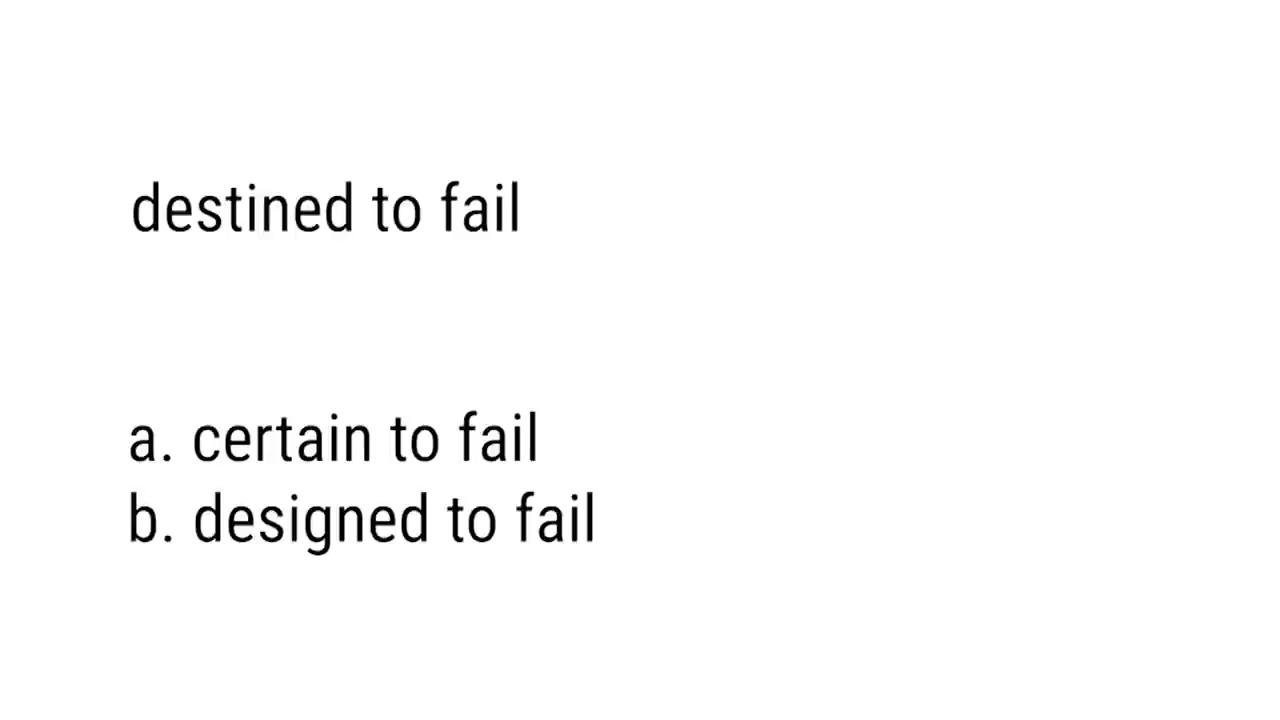 destined to fail
a. certain to fail
b. designed to fail